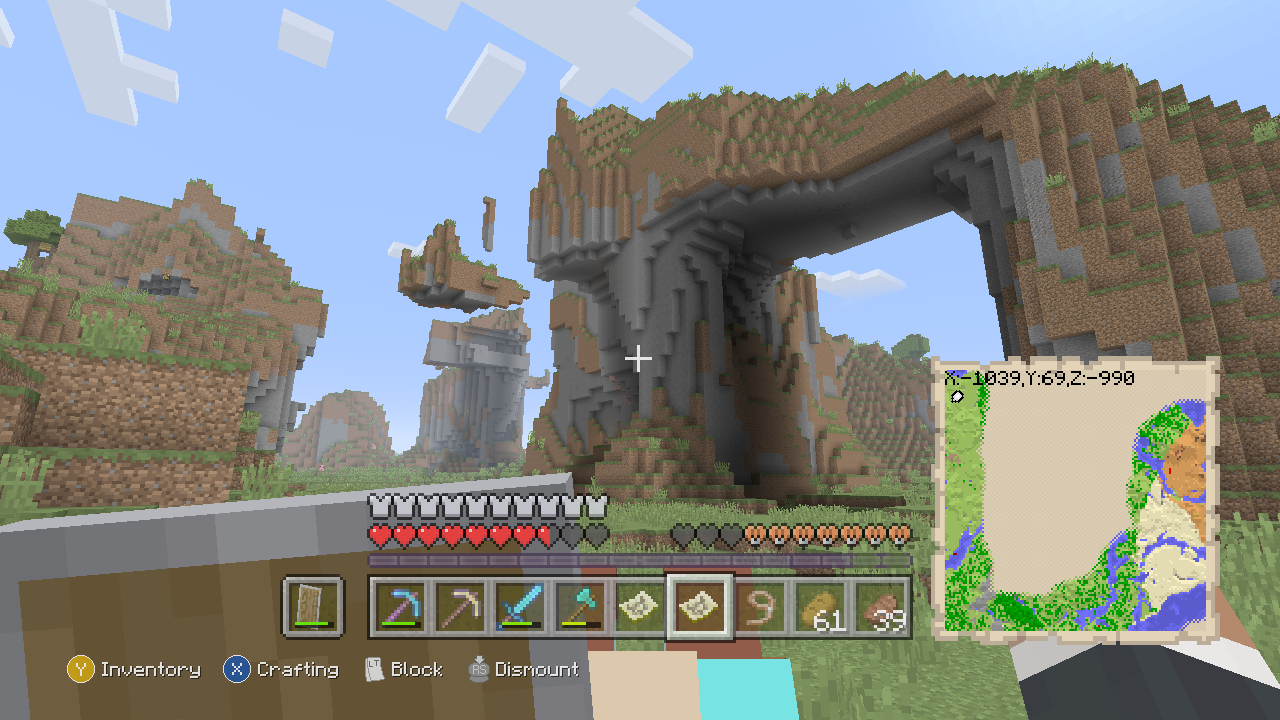 X:-1039,Y:69,Z:-990
61
39
Y Inventory
X Crafting
LT Block
RS Dismount